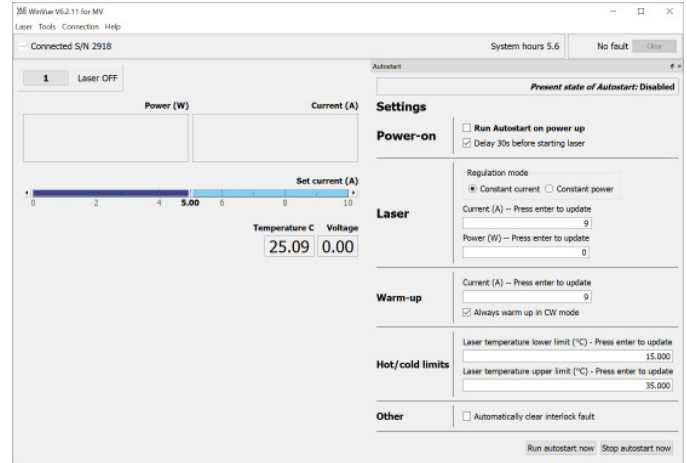 WinVue V6.2.11 for MV
Laser Tools Connection Help
Connected S/N 2918
System hours 5.6
No fault
Clear
1
Laser OFF
Power (W)
Current (A)
Set current (A)
0 2 4 5.00 6 8 10
Temperature C Voltage
25.09 0.00
Autostart
Present state of Autostart: Disabled
Settings
Power-on
Run Autostart on power up
Delay 30s before starting laser
Laser
Regulation mode
Constant current Constant power
Current (A) -- Press enter to update
9
Power (W) -- Press enter to update
0
Warm-up
Current (A) -- Press enter to update
9
Always warm up in CW mode
Hot/cold limits
Laser temperature lower limit (°C) - Press enter to update
15.000
Laser temperature upper limit (°C) - Press enter to update
35.000
Other
Automatically clear interlock fault
Run autostart now Stop autostart now